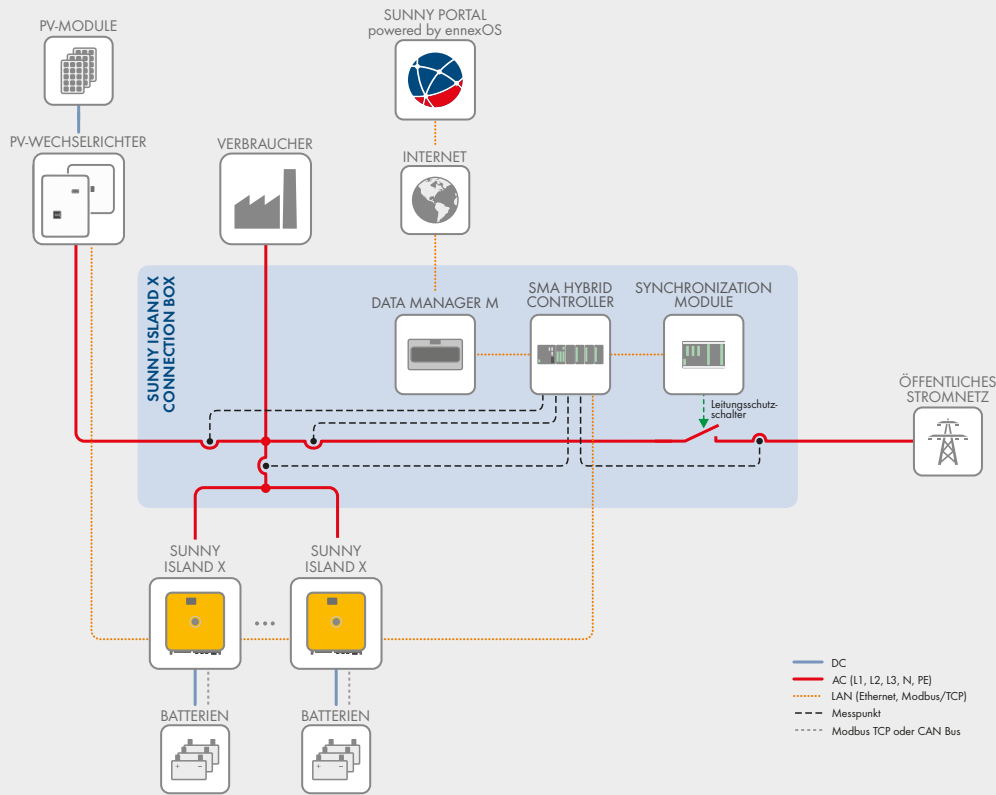 PV-MODULE
SUNNY PORTAL
powered by ennexOS
PV-WECHSELRICHTER
VERBRAUCHER
INTERNET
SUNNY ISLAND X
CONNECTION BOX
DATA MANAGER M
SMA HYBRID
CONTROLLER
SYNCHRONIZATION
MODULE
Leitungsschutz-
schalter
ÖFFENTLICHES
STROMNETZ
SUNNY
ISLAND X
SUNNY
ISLAND X
...
BATTERIEN
BATTERIEN
DC
AC (L1, L2, L3, N, PE)
LAN (Ethernet, Modbus/TCP)
Messpunkt
Modbus TCP oder CAN Bus